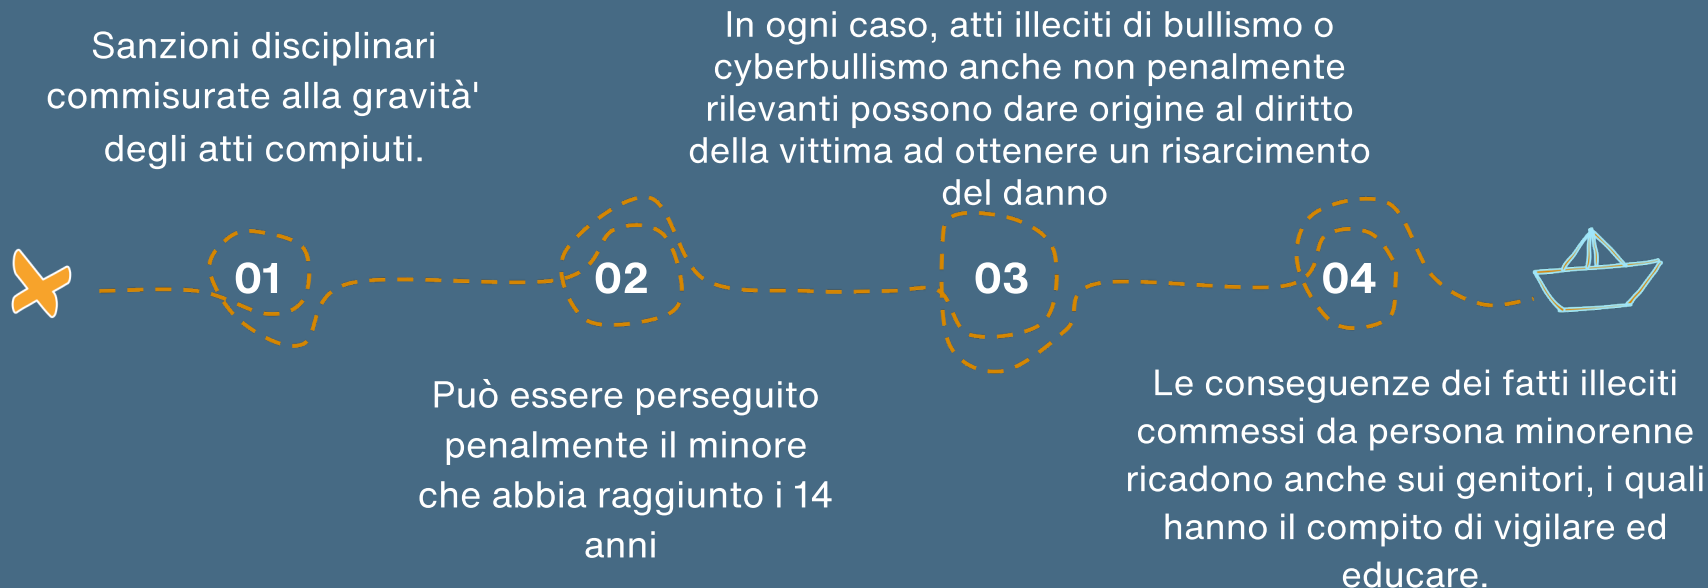 Sanzioni disciplinari
commisurate alla gravità'
degli atti compiuti.
In ogni caso, atti illeciti di bullismo o
cyberbullismo anche non penalmente
rilevanti possono dare origine al diritto
della vittima ad ottenere un risarcimento
del danno
01
02
03
04
Può essere perseguito
penalmente il minore
che abbia raggiunto i 14
anni
Le conseguenze dei fatti illeciti
commessi da persona minorenne
ricadono anche sui genitori, i quali
hanno il compito di vigilare ed
educare.